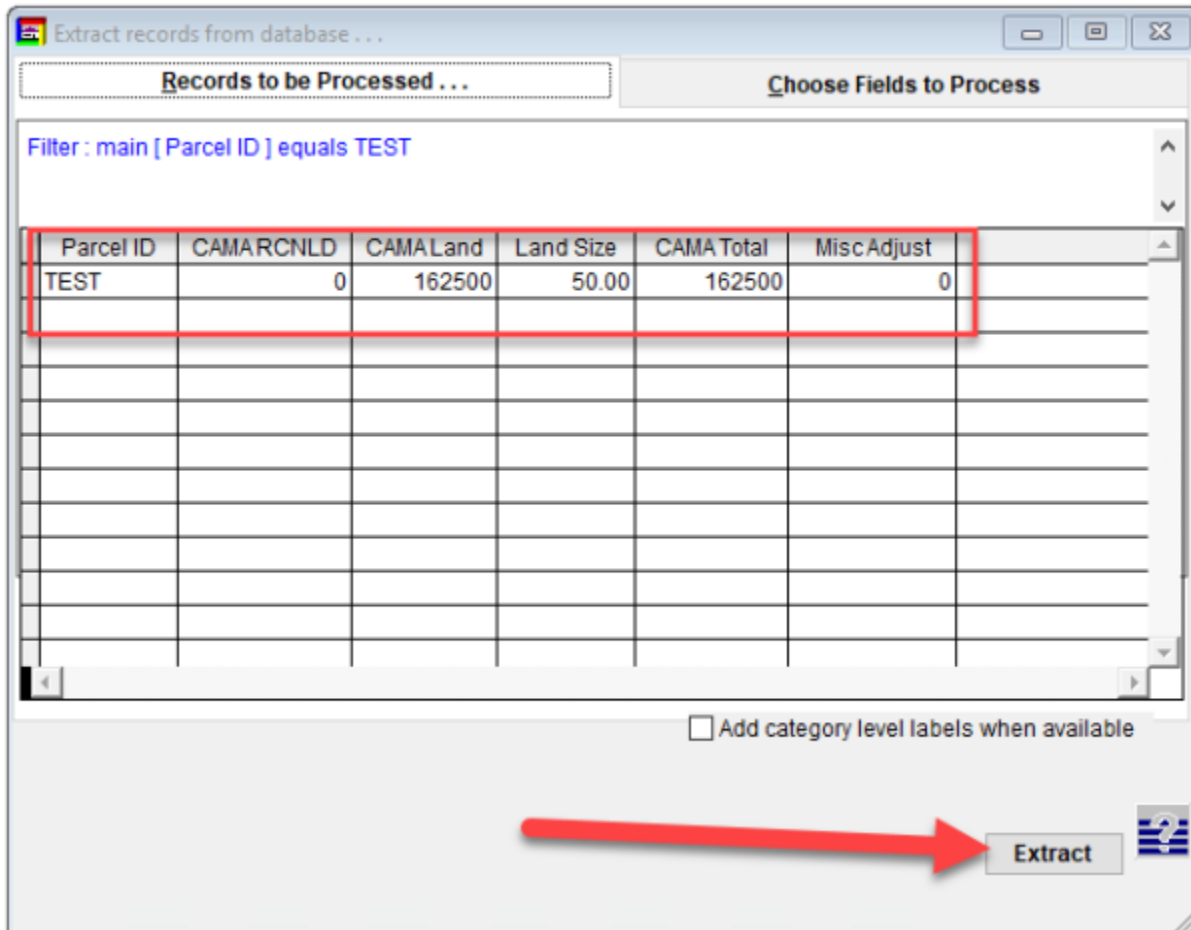 Extract records from database . . .
Records to be Processed . . .
Choose Fields to Process
Filter : main [ Parcel ID ] equals TEST
Parcel ID CAMA RCNLD CAMA Land Land Size CAMA Total Misc Adjust
TEST 0 162500 50.00 162500 0
Add category level labels when available
Extract
?